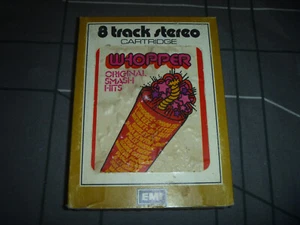 8 track stereo
CARTRIDGE
WHOPPER
ORIGINAL
SMASH
HITS
EMI